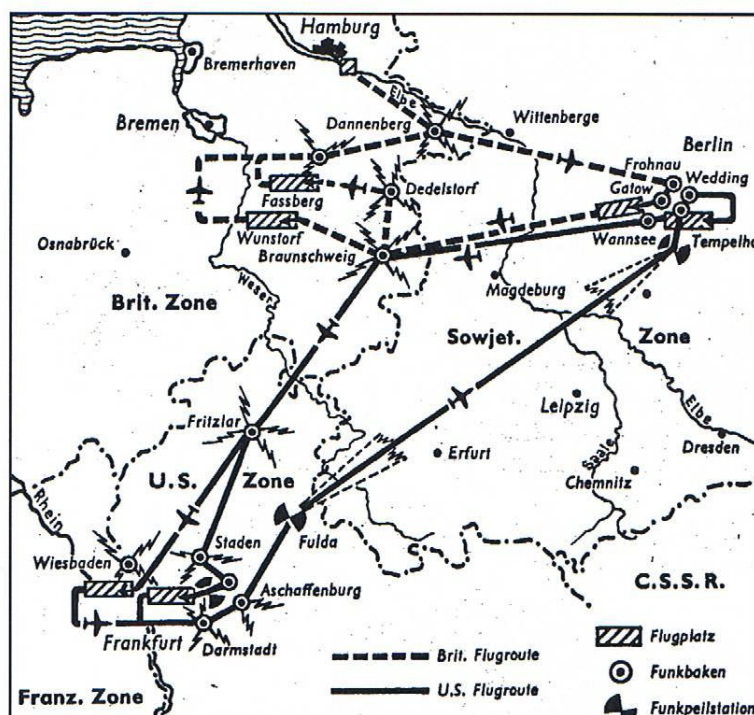 Hamburg
Bremerhaven
Elbe
Bremen
Dannenberg
Wittenberge
Berlin
Frohnau
Wedding
Gatow
Fassberg
Dedelstorf
Wunstorf
Wannsee
Tempelho
Osnabrück
Braunschweig
Weser
Magdeburg
Brit. Zone
Sowjet.
Zone
Fritzlar
Leipzig
Elbe
Erfurt
Saale
Dresden
U.S.
Zone
Chemnitz
Rhein
Staden
Fulda
Wiesbaden
Aschaffenburg
C.S.S.R.
Frankfurt
Darmstadt
Flugplatz
Brit. Flugroute
Funkbaken
Franz. Zone
U.S. Flugroute
Funkpeilstation